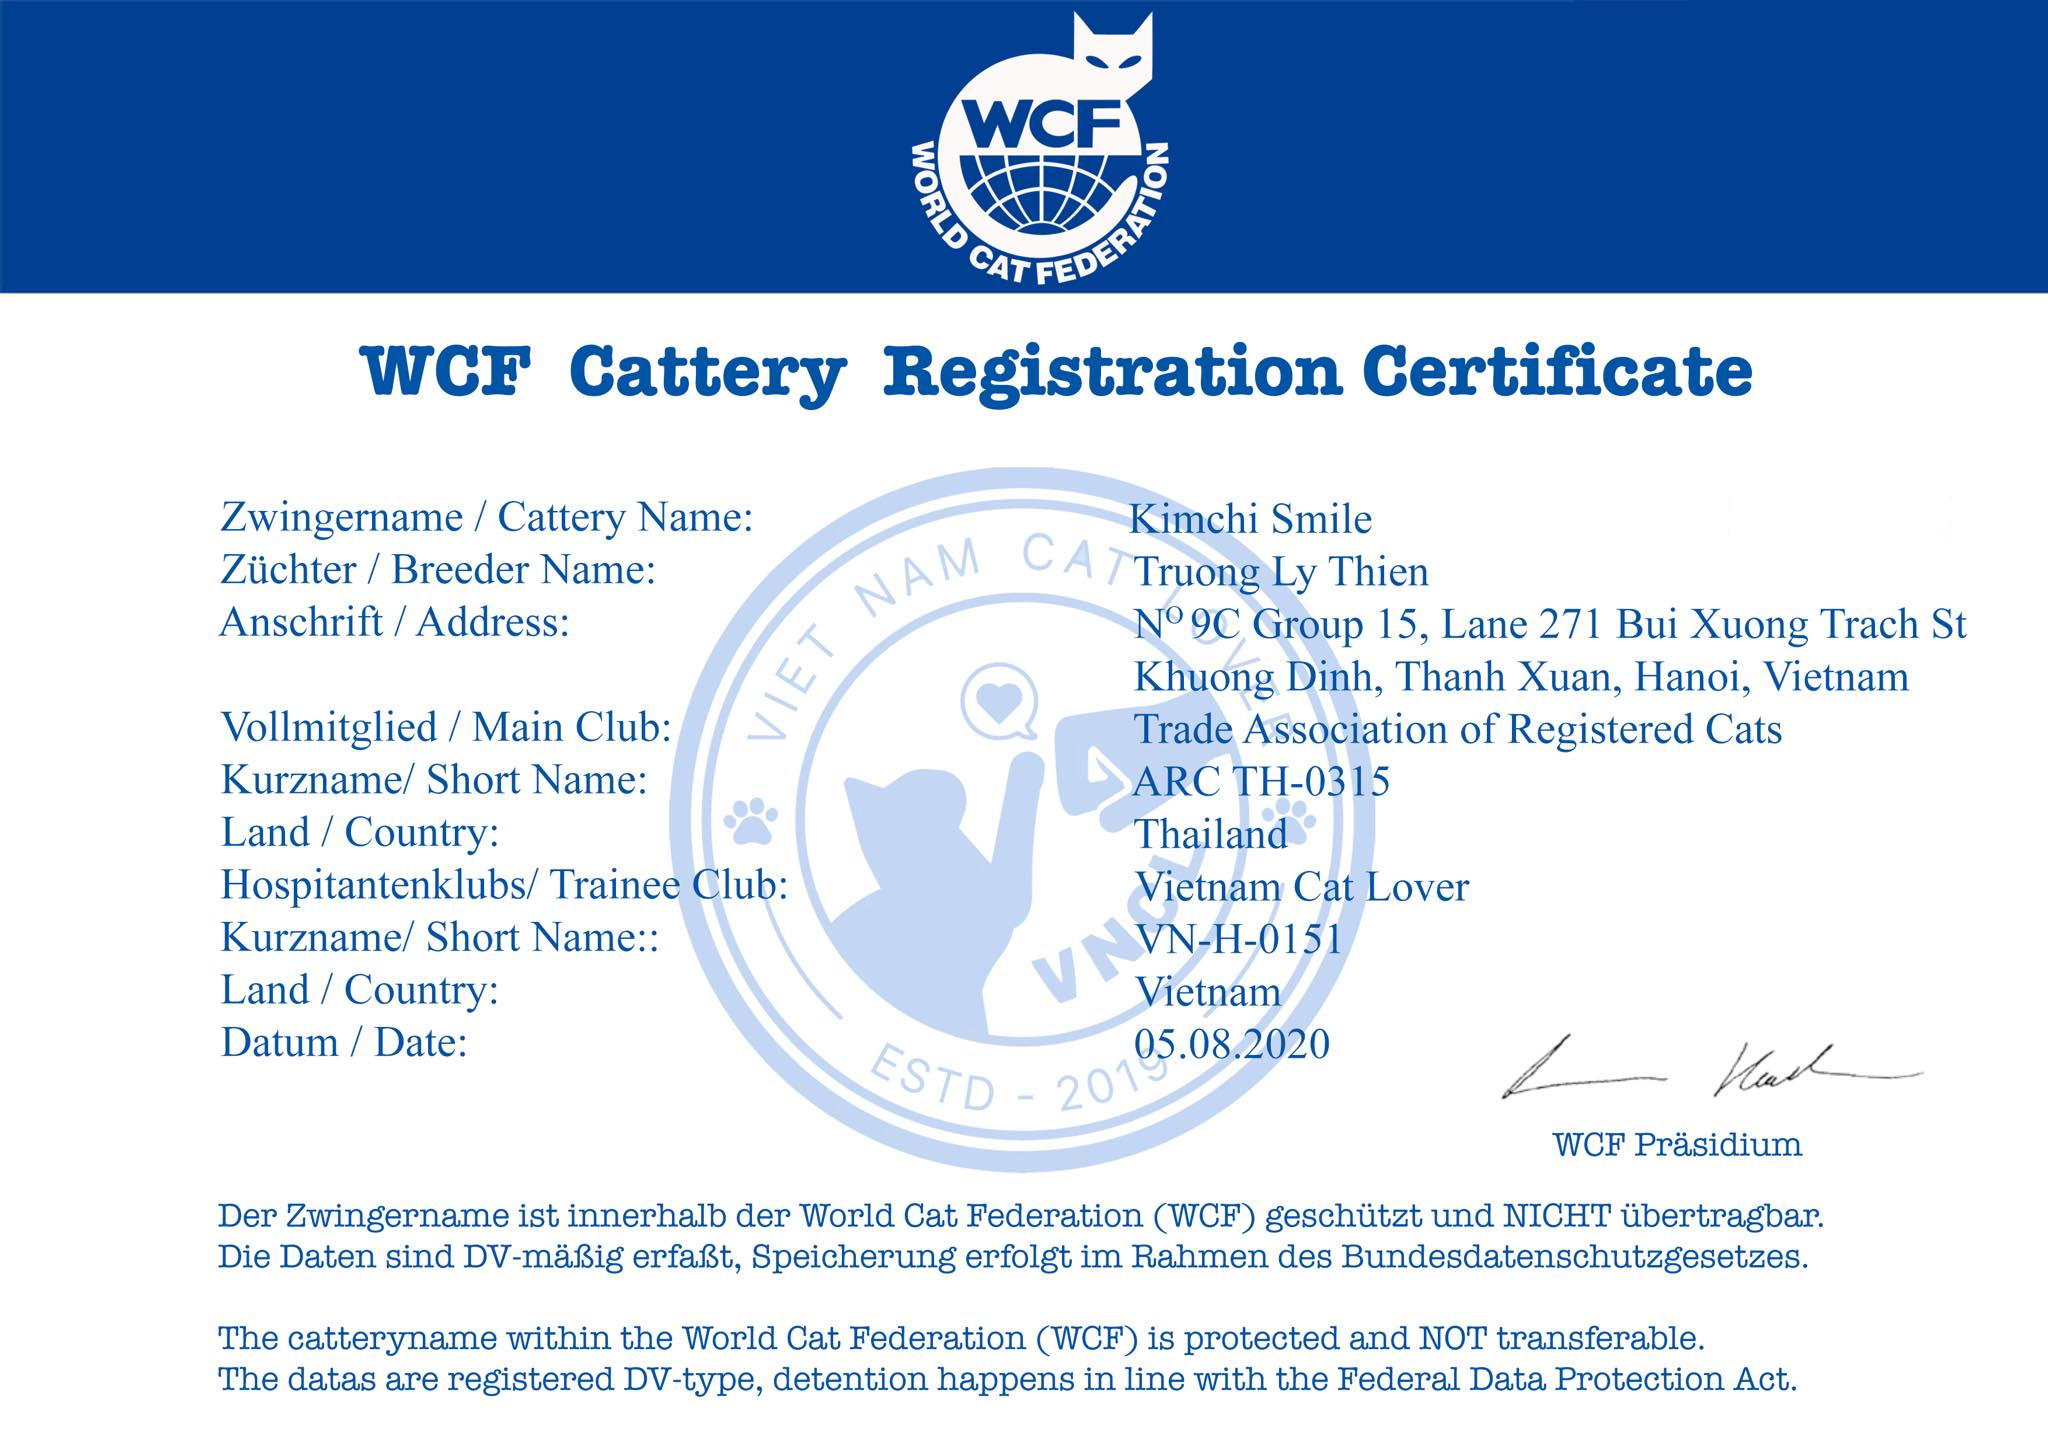 WCF
WORLD CAT FEDERATION
WCF Cattery Registration Certificate
Zwingername / Cattery Name: Kimchi Smile
Züchter / Breeder Name: Truong Ly Thien
Anschrift / Address: Nº 9C Group 15, Lane 271 Bui Xuong Trach St
Khuong Dinh, Thanh Xuan, Hanoi, Vietnam
Vollmitglied / Main Club: Trade Association of Registered Cats
Kurzname/ Short Name: ARC TH-0315
Land / Country: Thailand
Hospitantenklubs/ Trainee Club: Vietnam Cat Lover
Kurzname/ Short Name:: VN-H-0151
Land / Country: Vietnam
Datum / Date: 05.08.2020
VIET NAM CAT LOVER
VNCL
ESTD - 2019
WCF Präsidium
Der Zwingername ist innerhalb der World Cat Federation (WCF) geschützt und NICHT übertragbar.
Die Daten sind DV-mäßig erfaßt, Speicherung erfolgt im Rahmen des Bundesdatenschutzgesetzes.
The catteryname within the World Cat Federation (WCF) is protected and NOT transferable.
The datas are registered DV-type, detention happens in line with the Federal Data Protection Act.